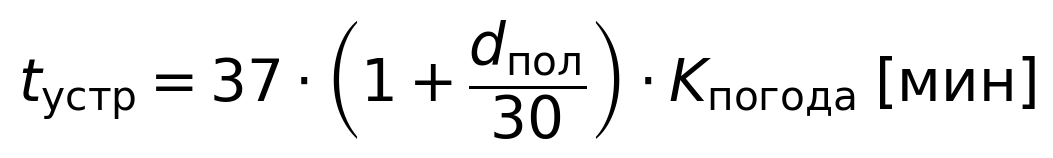 t_устр = 37 · (1 + d_пол / 30) · K_погода [мин]